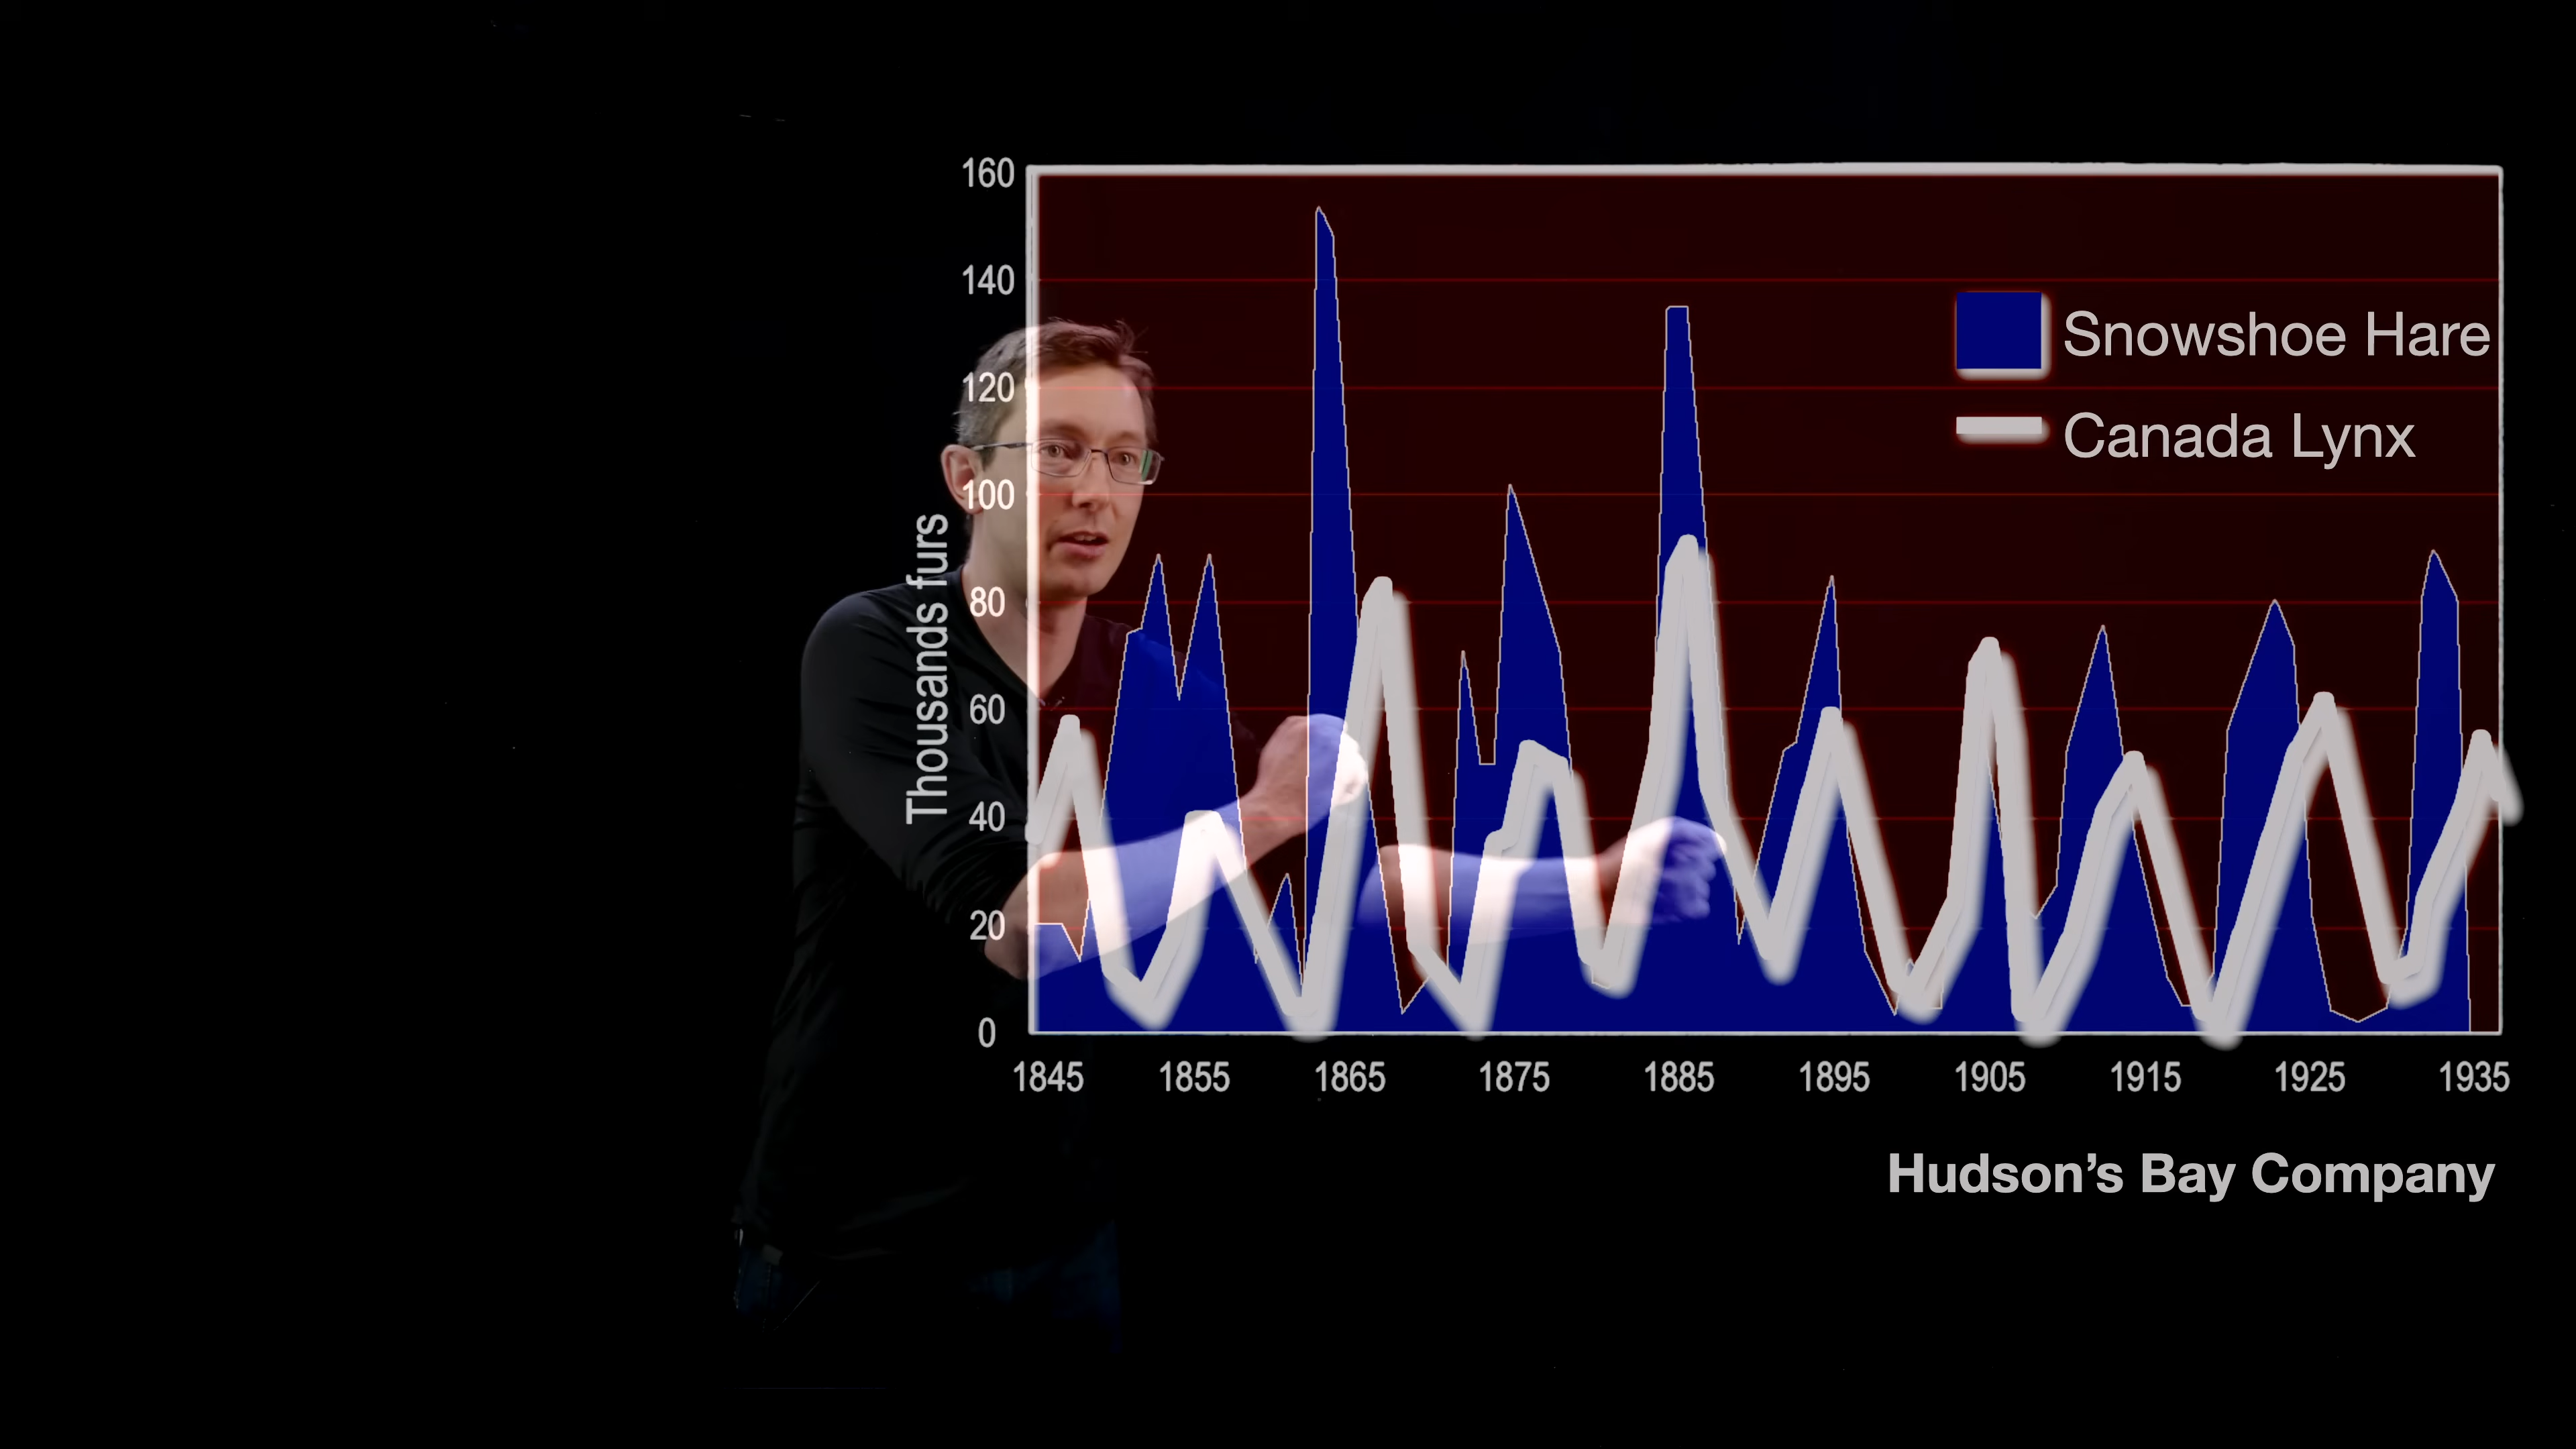 160
140
120
100
80
60
40
20
0
Thousands furs
Snowshoe Hare
Canada Lynx
1845 1855 1865 1875 1885 1895 1905 1915 1925 1935
Hudson’s Bay Company